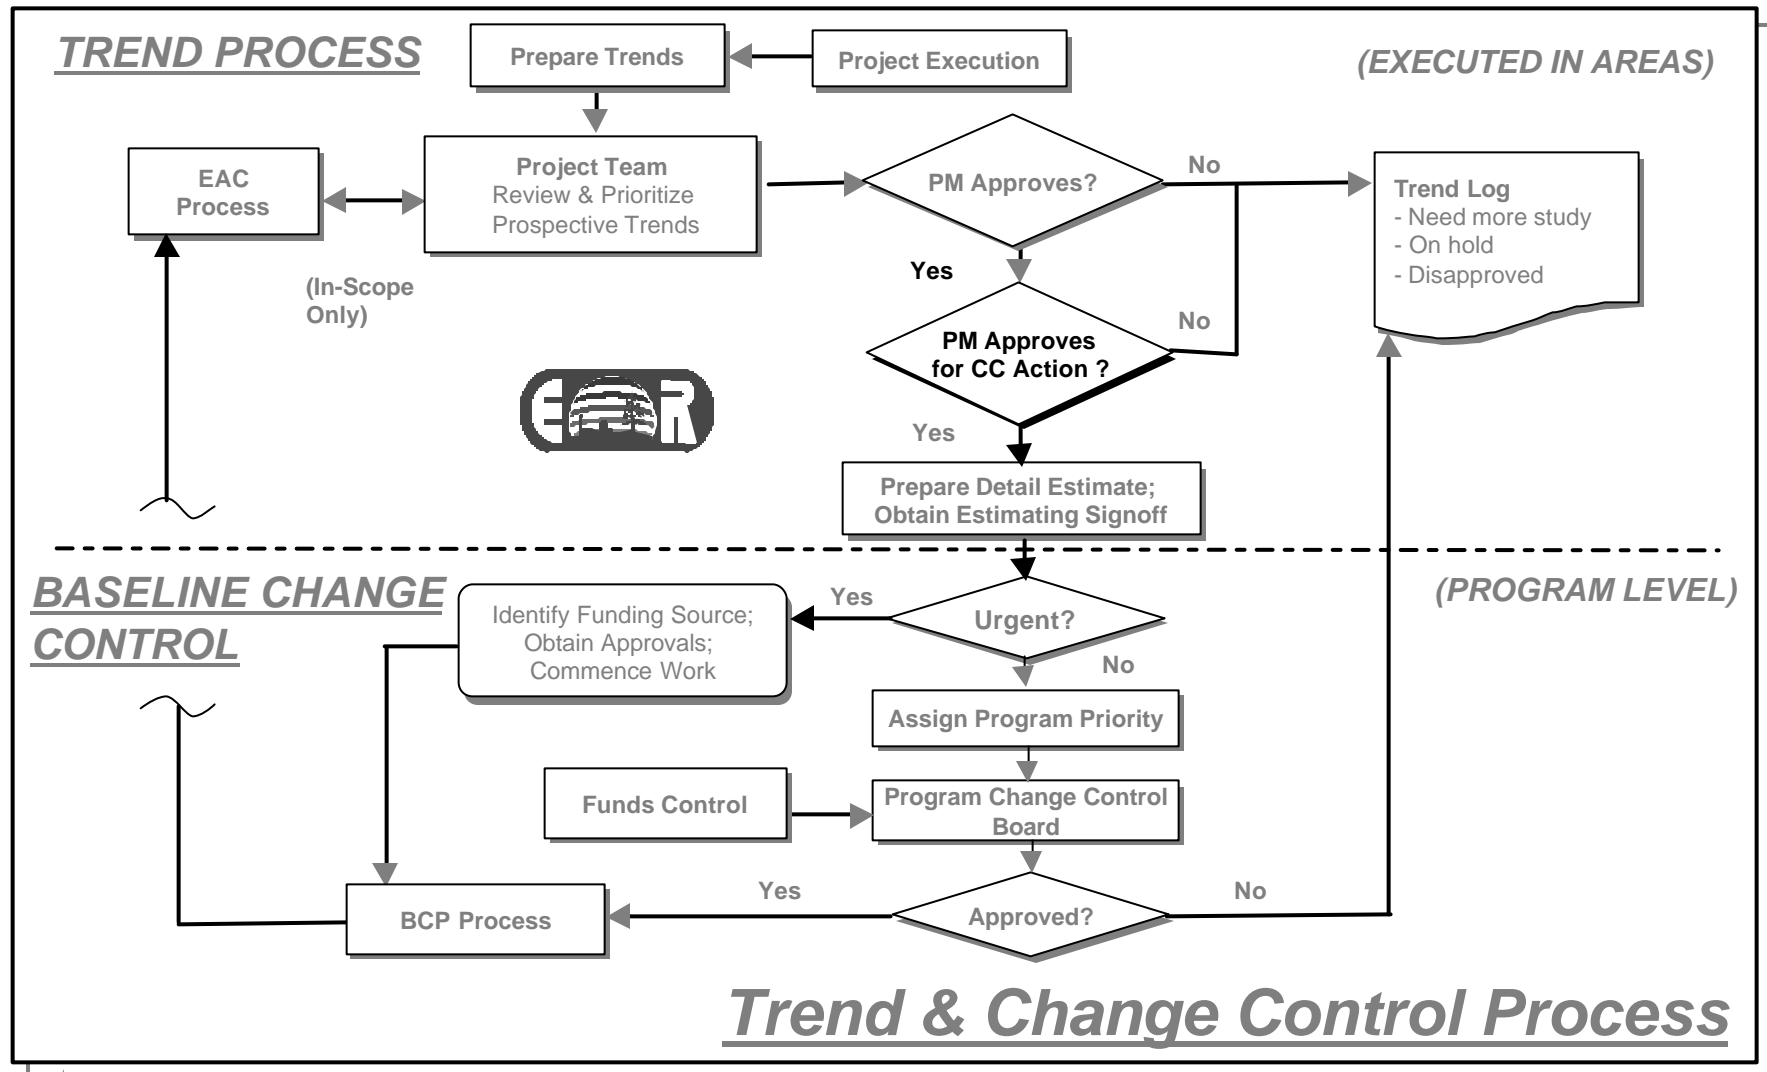 TREND PROCESS
Prepare Trends
Project Execution
(EXECUTED IN AREAS)
EAC
Process
Project Team
Review & Prioritize
Prospective Trends
PM Approves?
No
Trend Log
- Need more study
- On hold
- Disapproved
(In-Scope
Only)
Yes
PM Approves
for CC Action ?
No
Yes
Prepare Detail Estimate;
Obtain Estimating Signoff
BASELINE CHANGE
CONTROL
(PROGRAM LEVEL)
Identify Funding Source;
Obtain Approvals;
Commence Work
Yes
Urgent?
No
Assign Program Priority
Funds Control
Program Change Control
Board
BCP Process
Yes
Approved?
No
Trend & Change Control Process